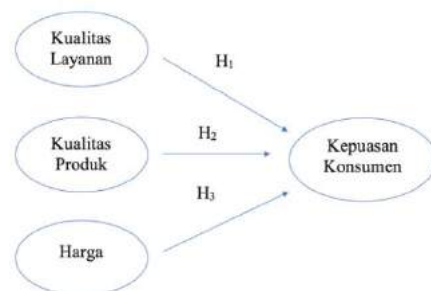 Kualitas
Layanan
H₁
Kualitas
Produk
H₂
Kepuasan
Konsumen
H₃
Harga